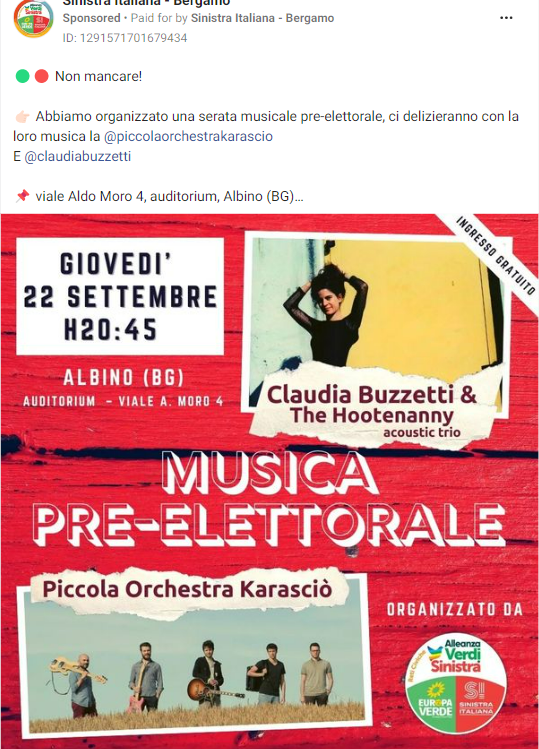 Sinistra Italiana - Bergamo
Sponsored • Paid for by Sinistra Italiana - Bergamo
ID: 1291571701679434
Non mancare!
Abbiamo organizzato una serata musicale pre-elettorale, ci delizieranno con la
loro musica la @piccolaorchestrakarascio
E @claudiabuzzetti
viale Aldo Moro 4, auditorium, Albino (BG)...
INGRESSO GRATUITO
GIOVEDI'
22 SETTEMBRE
H20:45
ALBINO (BG)
AUDITORIUM - VIALE A. MORO 4
Claudia Buzzetti &
The Hootenanny
acoustic trio
MUSICA
PRE-ELETTORALE
Piccola Orchestra Karasciò
ORGANIZZATO DA
Alleanza
Verdi
Sinistra
Reti Civiche
EUROPA
VERDE
SI
SINISTRA
ITALIANA